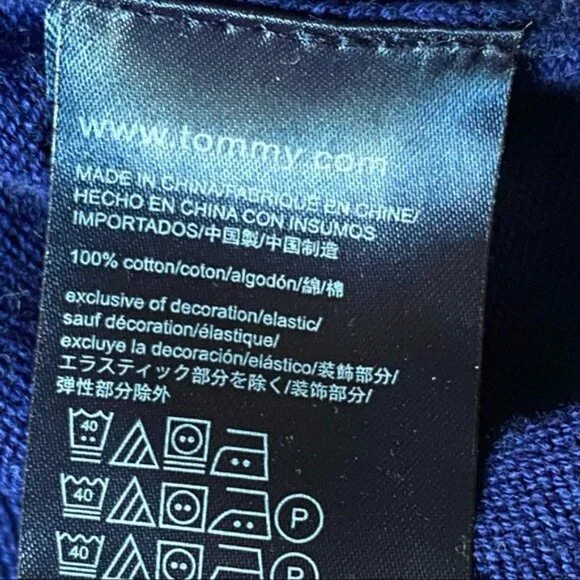 www.tommy.com
MADE IN CHINA/FABRIQUÉ EN CHINE/
HECHO EN CHINA CON INSUMOS
IMPORTADOS/中国製/中国制造
100% cotton/coton/algodón/綿/棉
exclusive of decoration/elastic/
sauf décoration/élastique/
excluye la decoración/elástico/装飾部分/
エラスティック部分を除く/装饰部分/
弹性部分除外
40
40 P
40 P